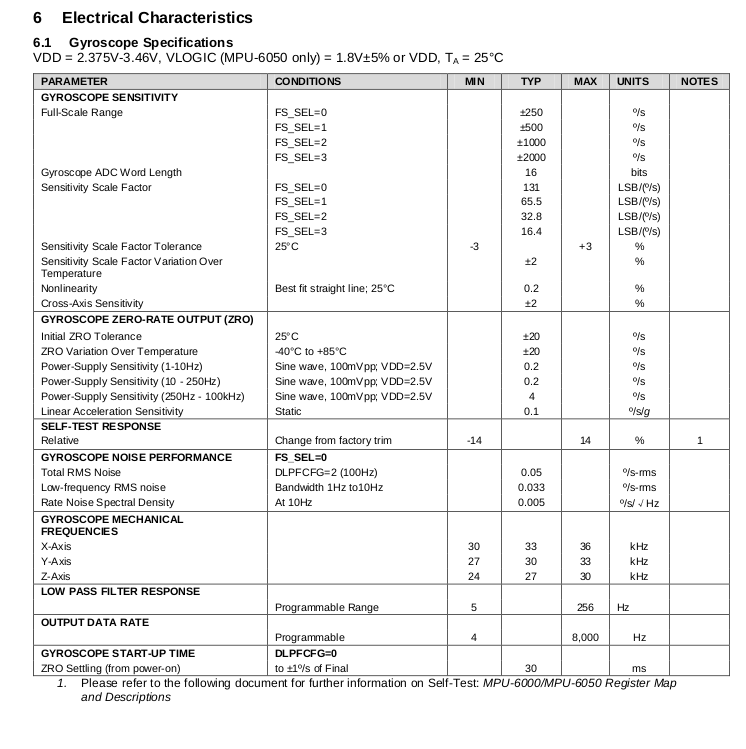 6 Electrical Characteristics
6.1 Gyroscope Specifications
VDD = 2.375V-3.46V, VLOGIC (MPU-6050 only) = 1.8V±5% or VDD, TA = 25°C
PARAMETER CONDITIONS MIN TYP MAX UNITS NOTES
GYROSCOPE SENSITIVITY
Full-Scale Range FS_SEL=0 ±250 º/s
FS_SEL=1 ±500 º/s
FS_SEL=2 ±1000 º/s
FS_SEL=3 ±2000 º/s
Gyroscope ADC Word Length 16 bits
Sensitivity Scale Factor FS_SEL=0 131 LSB/(º/s)
FS_SEL=1 65.5 LSB/(º/s)
FS_SEL=2 32.8 LSB/(º/s)
FS_SEL=3 16.4 LSB/(º/s)
Sensitivity Scale Factor Tolerance 25°C -3 +3 %
Sensitivity Scale Factor Variation Over ±2 %
Temperature
Nonlinearity Best fit straight line; 25°C 0.2 %
Cross-Axis Sensitivity ±2 %
GYROSCOPE ZERO-RATE OUTPUT (ZRO)
Initial ZRO Tolerance 25°C ±20 º/s
ZRO Variation Over Temperature -40°C to +85°C ±20 º/s
Power-Supply Sensitivity (1-10Hz) Sine wave, 100mVpp; VDD=2.5V 0.2 º/s
Power-Supply Sensitivity (10 - 250Hz) Sine wave, 100mVpp; VDD=2.5V 0.2 º/s
Power-Supply Sensitivity (250Hz - 100kHz) Sine wave, 100mVpp; VDD=2.5V 4 º/s
Linear Acceleration Sensitivity Static 0.1 º/s/g
SELF-TEST RESPONSE
Relative Change from factory trim -14 14 % 1
GYROSCOPE NOISE PERFORMANCE FS_SEL=0
Total RMS Noise DLPFCFG=2 (100Hz) 0.05 º/s-rms
Low-frequency RMS noise Bandwidth 1Hz to10Hz 0.033 º/s-rms
Rate Noise Spectral Density At 10Hz 0.005 º/s/ √ Hz
GYROSCOPE MECHANICAL
FREQUENCIES
X-Axis 30 33 36 kHz
Y-Axis 27 30 33 kHz
Z-Axis 24 27 30 kHz
LOW PASS FILTER RESPONSE
Programmable Range 5 256 Hz
OUTPUT DATA RATE
Programmable 4 8,000 Hz
GYROSCOPE START-UP TIME DLPFCFG=0
ZRO Settling (from power-on) to ±1º/s of Final 30 ms
1. Please refer to the following document for further information on Self-Test: MPU-6000/MPU-6050 Register Map
and Descriptions